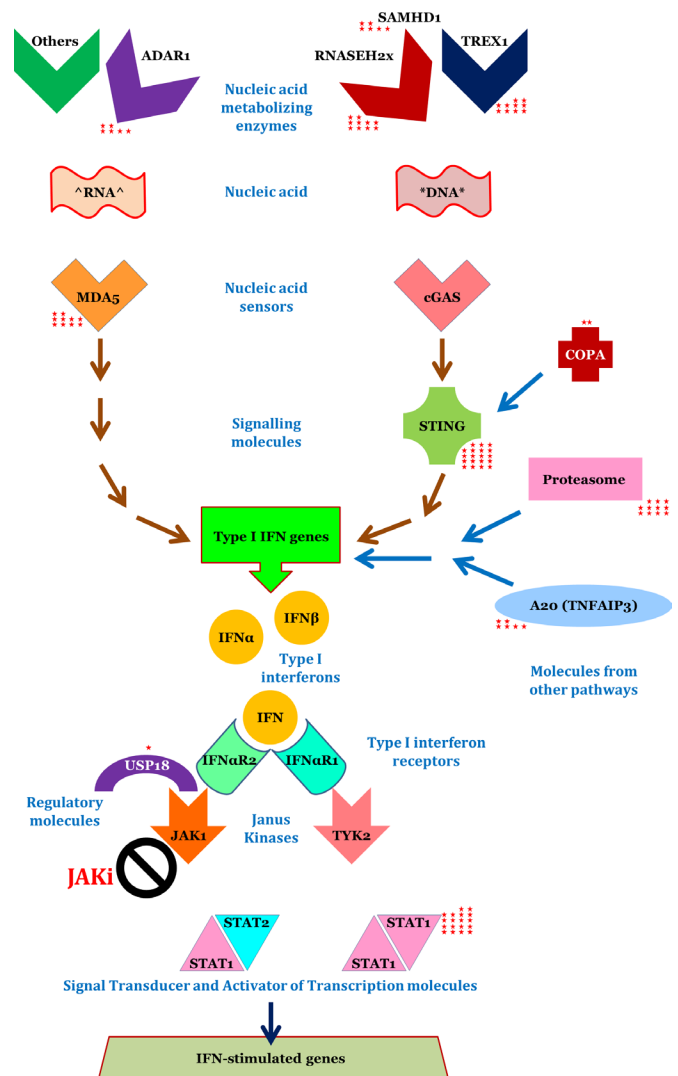 SAMHD1
Others
ADAR1
RNASEH2x
TREX1
Nucleic acid
metabolizing
enzymes
^RNA^
Nucleic acid
*DNA*
MDA5
Nucleic acid
sensors
cGAS
COPA
Signalling
molecules
STING
Proteasome
Type I IFN genes
A20 (TNFAIP3)
IFNα
IFNβ
Type I
interferons
Molecules from
other pathways
IFN
IFNαR2
IFNαR1
Type I interferon
receptors
USP18
Regulatory
molecules
JAK1
Janus
Kinases
TYK2
JAKi
STAT2
STAT1
STAT1
STAT1
Signal Transducer and Activator of Transcription molecules
IFN-stimulated genes